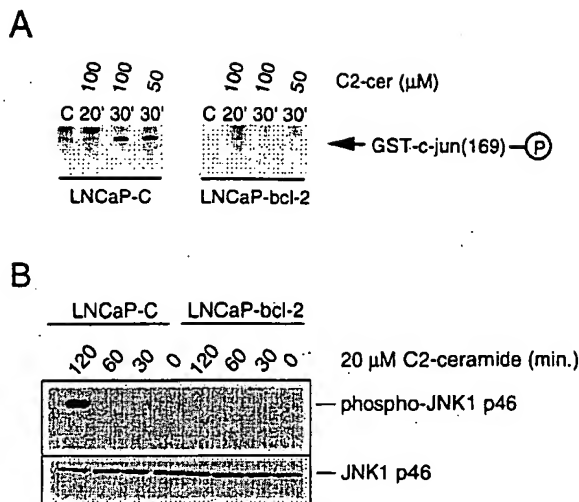 A
100 100 50 C2-cer (µM)
C 20' 30' 30' C 20' 30' 30'
100 100 50
GST-c-jun(169) P
LNCaP-C LNCaP-bcl-2
B
LNCaP-C LNCaP-bcl-2
120 60 30 0 120 60 30 0 20 µM C2-ceramide (min.)
phospho-JNK1 p46
JNK1 p46